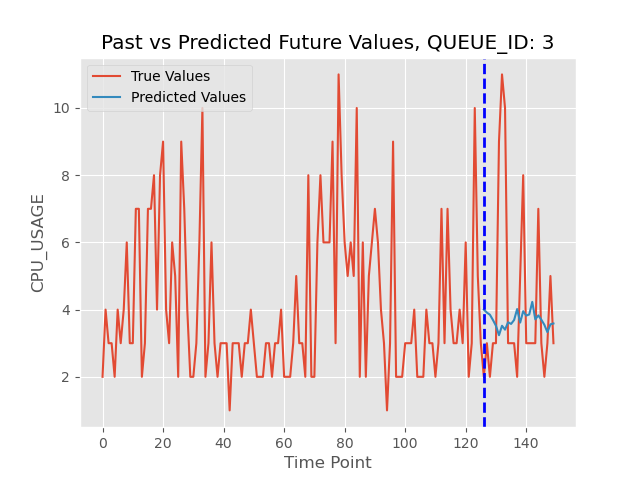 Past vs Predicted Future Values, QUEUE_ID: 3
True Values
Predicted Values
CPU_USAGE
10
8
6
4
2
0 20 40 60 80 100 120 140
Time Point